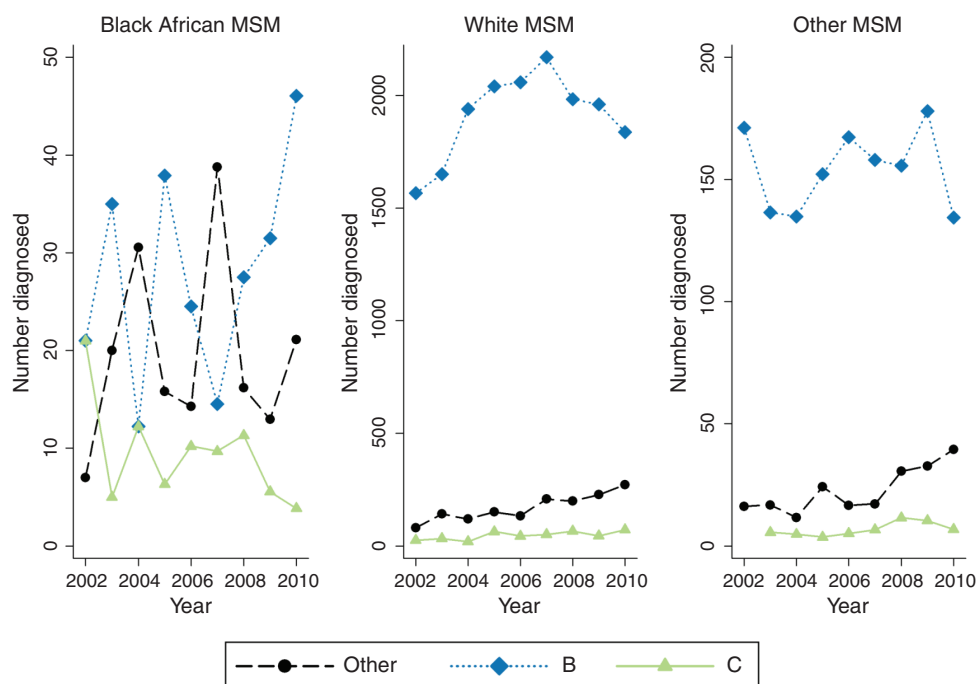 Black African MSM
White MSM
Other MSM
Number diagnosed
50
40
30
20
10
0
2002 2004 2006 2008 2010
Year
Number diagnosed
2000
1500
1000
500
0
2002 2004 2006 2008 2010
Year
Number diagnosed
200
150
100
50
0
2002 2004 2006 2008 2010
Year
Other B C